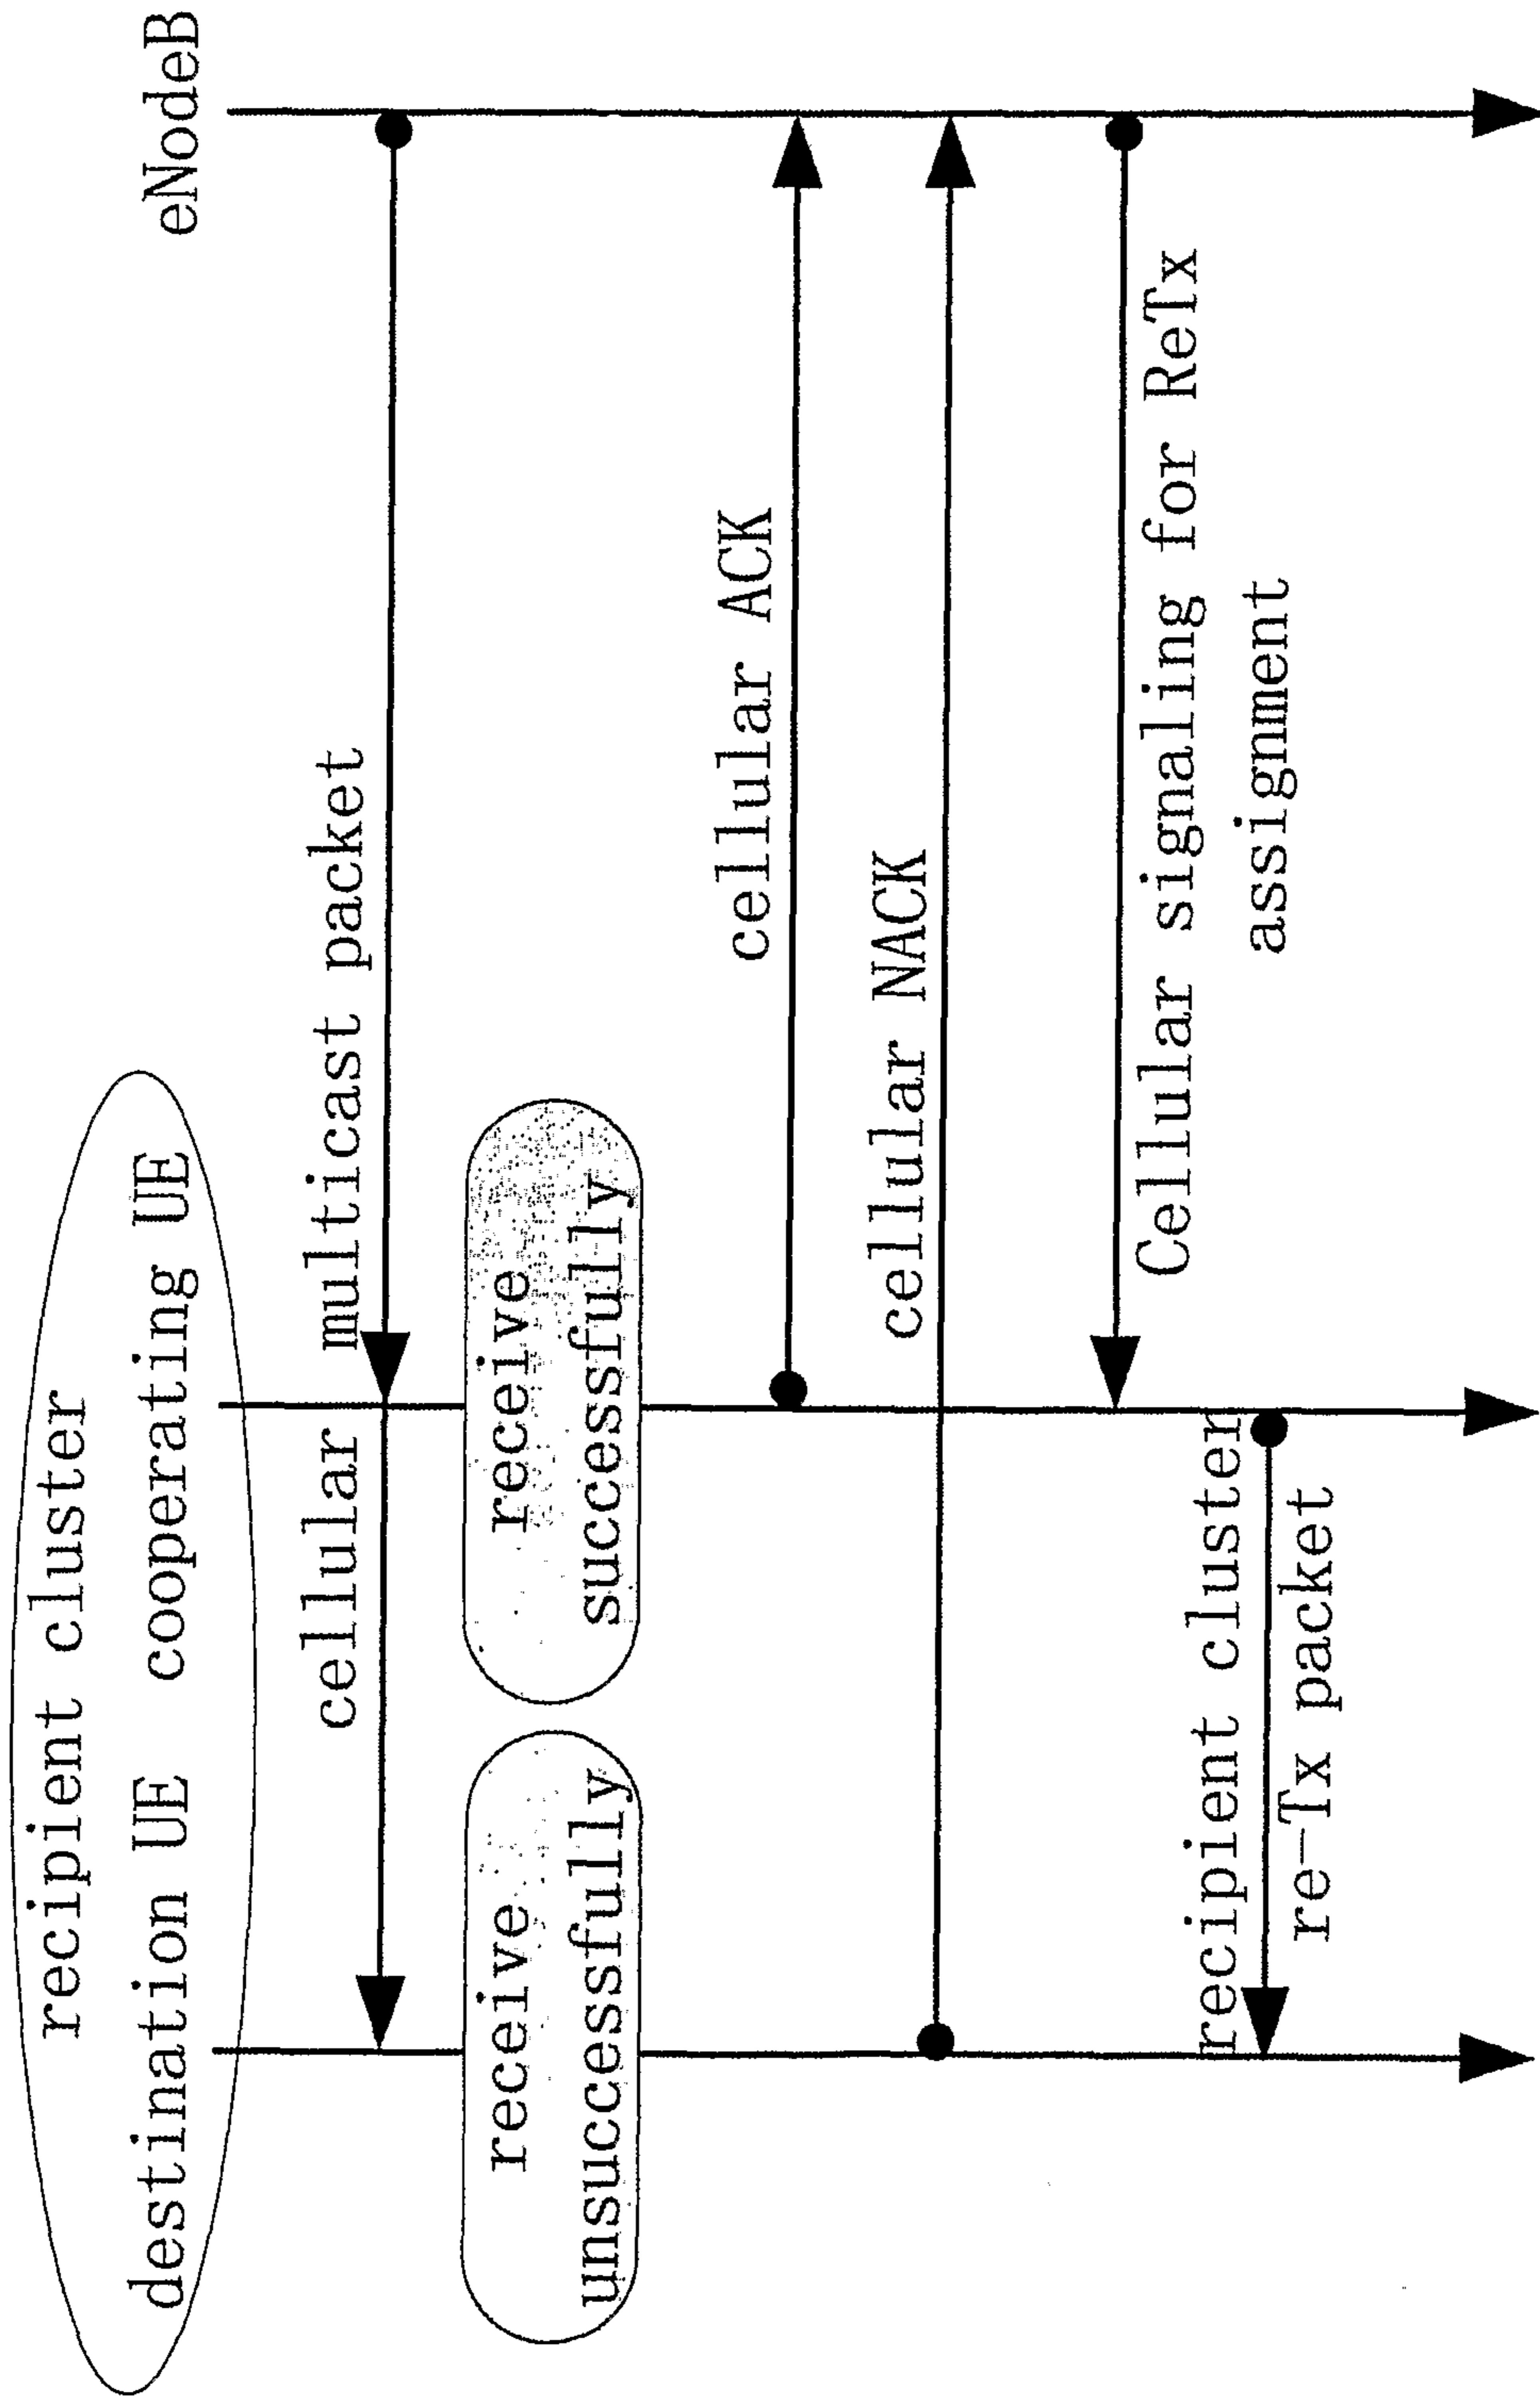 recipient cluster
destination UE cooperating UE
eNodeB
cellular multicast packet
receive
unsuccessfully
receive
successfully
cellular ACK
cellular NACK
Cellular signaling for ReTx
assignment
recipient cluster
re-Tx packet